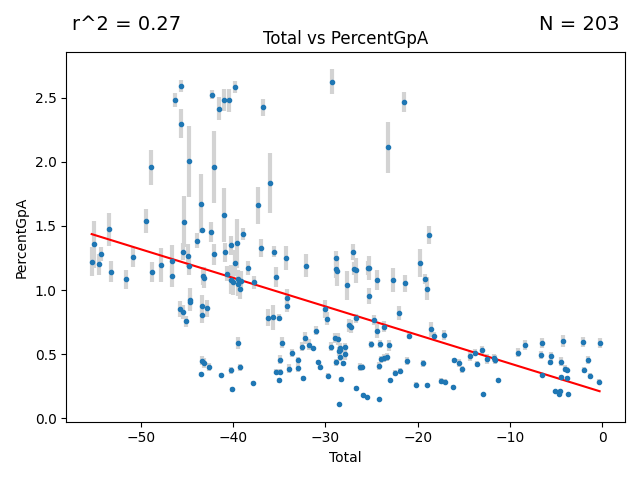 r^2 = 0.27
N = 203
Total vs PercentGpA
PercentGpA
2.5
2.0
1.5
1.0
0.5
0.0
−50
−40
−30
−20
−10
0
Total